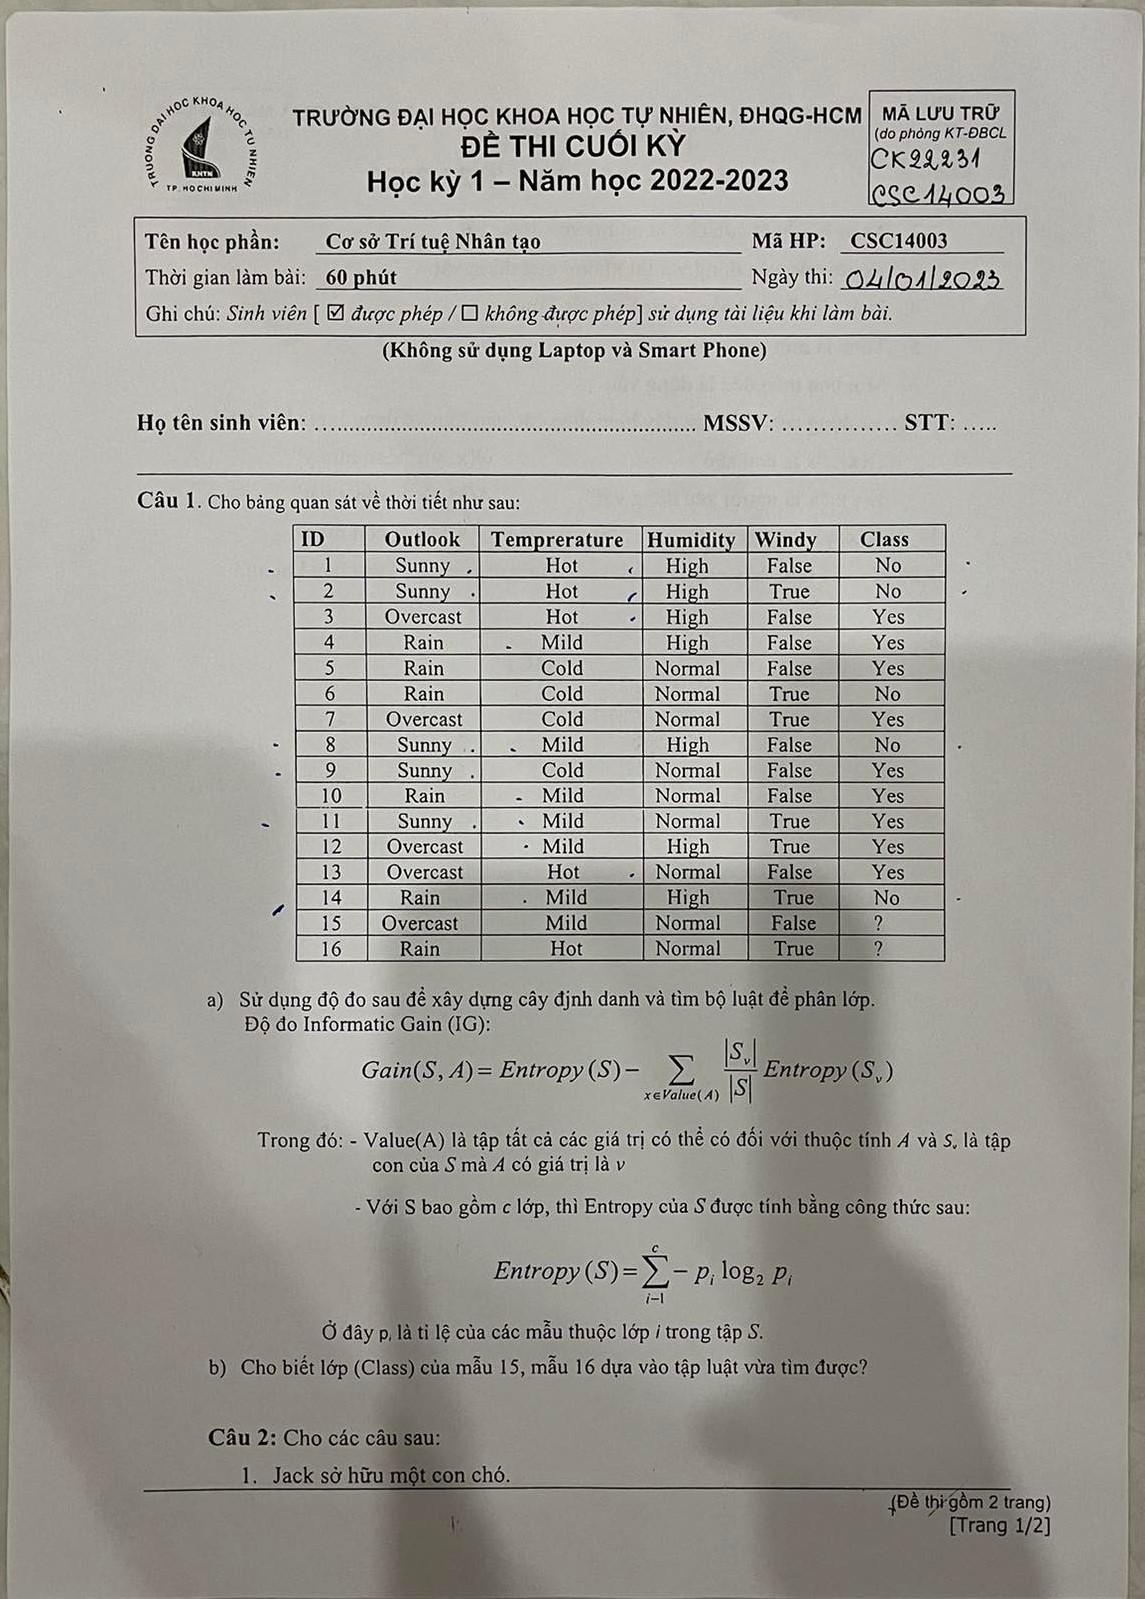 TRƯỜNG ĐẠI HỌC KHOA HỌC TỰ NHIÊN
KHTN
TP. HO CHI MINH
TRƯỜNG ĐẠI HỌC KHOA HỌC TỰ NHIÊN, ĐHQG-HCM
ĐỀ THI CUỐI KỲ
Học kỳ 1 – Năm học 2022-2023
MÃ LƯU TRỮ
(do phòng KT-ĐBCL
CK22231
CSC14003
Tên học phần: Cơ sở Trí tuệ Nhân tạo Mã HP: CSC14003
Thời gian làm bài: 60 phút Ngày thi: 04/01/2023
Ghi chú: Sinh viên [ ☑ được phép / ☐ không được phép] sử dụng tài liệu khi làm bài.
(Không sử dụng Laptop và Smart Phone)
Họ tên sinh viên: ........................................................ MSSV: ............... STT: .....
Câu 1. Cho bảng quan sát về thời tiết như sau:
ID Outlook Temprerature Humidity Windy Class
1 Sunny Hot High False No
2 Sunny Hot High True No
3 Overcast Hot High False Yes
4 Rain Mild High False Yes
5 Rain Cold Normal False Yes
6 Rain Cold Normal True No
7 Overcast Cold Normal True Yes
8 Sunny Mild High False No
9 Sunny Cold Normal False Yes
10 Rain Mild Normal False Yes
11 Sunny Mild Normal True Yes
12 Overcast Mild High True Yes
13 Overcast Hot Normal False Yes
14 Rain Mild High True No
15 Overcast Mild Normal False ?
16 Rain Hot Normal True ?
a) Sử dụng độ đo sau để xây dựng cây định danh và tìm bộ luật để phân lớp.
Độ đo Informatic Gain (IG):
Gain(S, A) = Entropy(S) − ∑ x∈Value(A) |Sv|/|S| Entropy(Sv)
Trong đó: - Value(A) là tập tất cả các giá trị có thể có đối với thuộc tính A và Sv là tập
con của S mà A có giá trị là v
- Với S bao gồm c lớp, thì Entropy của S được tính bằng công thức sau:
Entropy(S) = ∑ c i−1 − pi log2 pi
Ở đây pi là tỉ lệ của các mẫu thuộc lớp i trong tập S.
b) Cho biết lớp (Class) của mẫu 15, mẫu 16 dựa vào tập luật vừa tìm được?
Câu 2: Cho các câu sau:
1. Jack sở hữu một con chó.
(Đề thi gồm 2 trang)
[Trang 1/2]